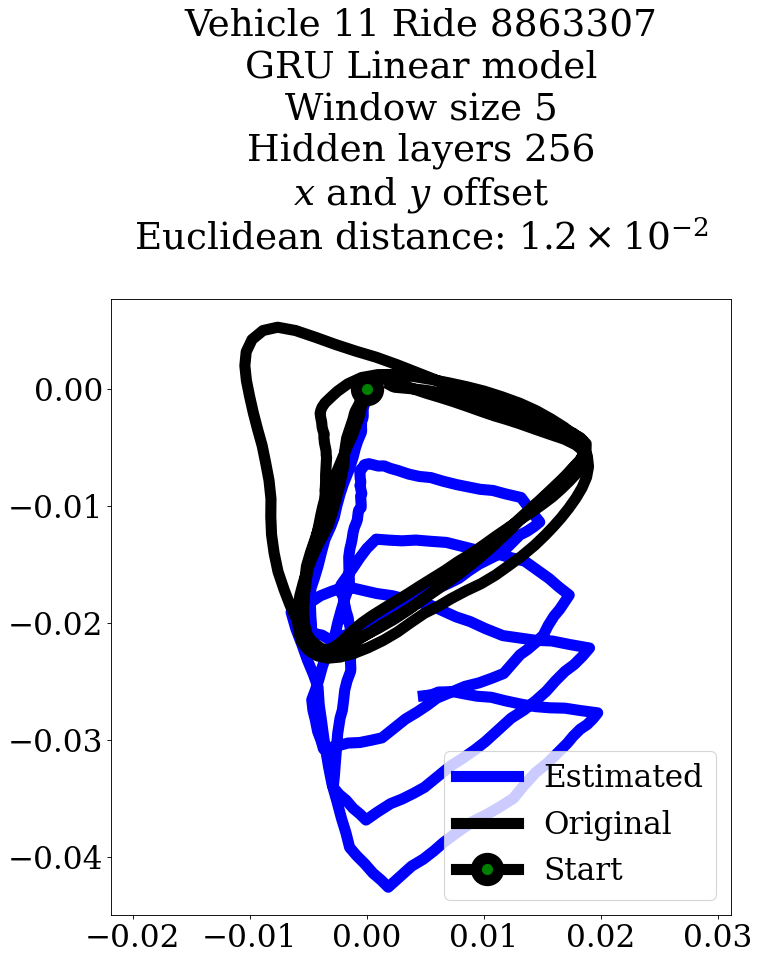 Vehicle 11 Ride 8863307
GRU Linear model
Window size 5
Hidden layers 256
x and y offset
Euclidean distance: 1.2 × 10⁻²
0.00
−0.01
−0.02
−0.03
−0.04
Estimated
Original
Start
−0.02 −0.01 0.00 0.01 0.02 0.03